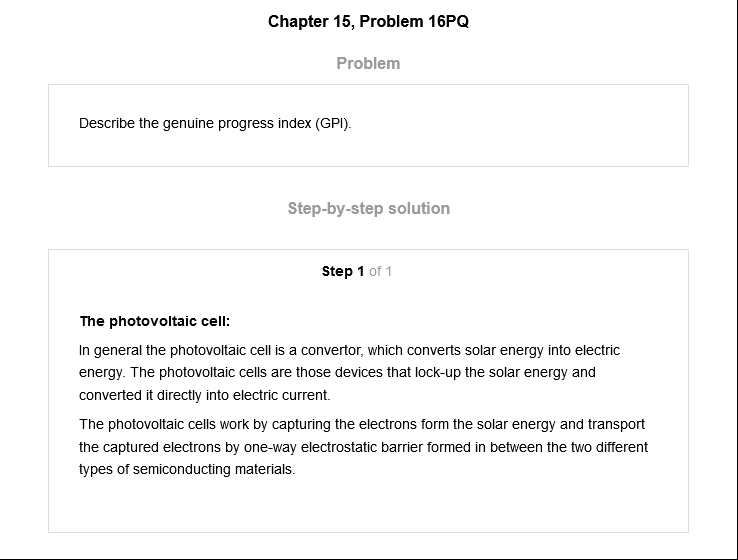 Chapter 15, Problem 16PQ
Problem
Describe the genuine progress index (GPI).
Step-by-step solution
Step 1 of 1
The photovoltaic cell:
In general the photovoltaic cell is a convertor, which converts solar energy into electric
energy. The photovoltaic cells are those devices that lock-up the solar energy and
converted it directly into electric current.
The photovoltaic cells work by capturing the electrons form the solar energy and transport
the captured electrons by one-way electrostatic barrier formed in between the two different
types of semiconducting materials.